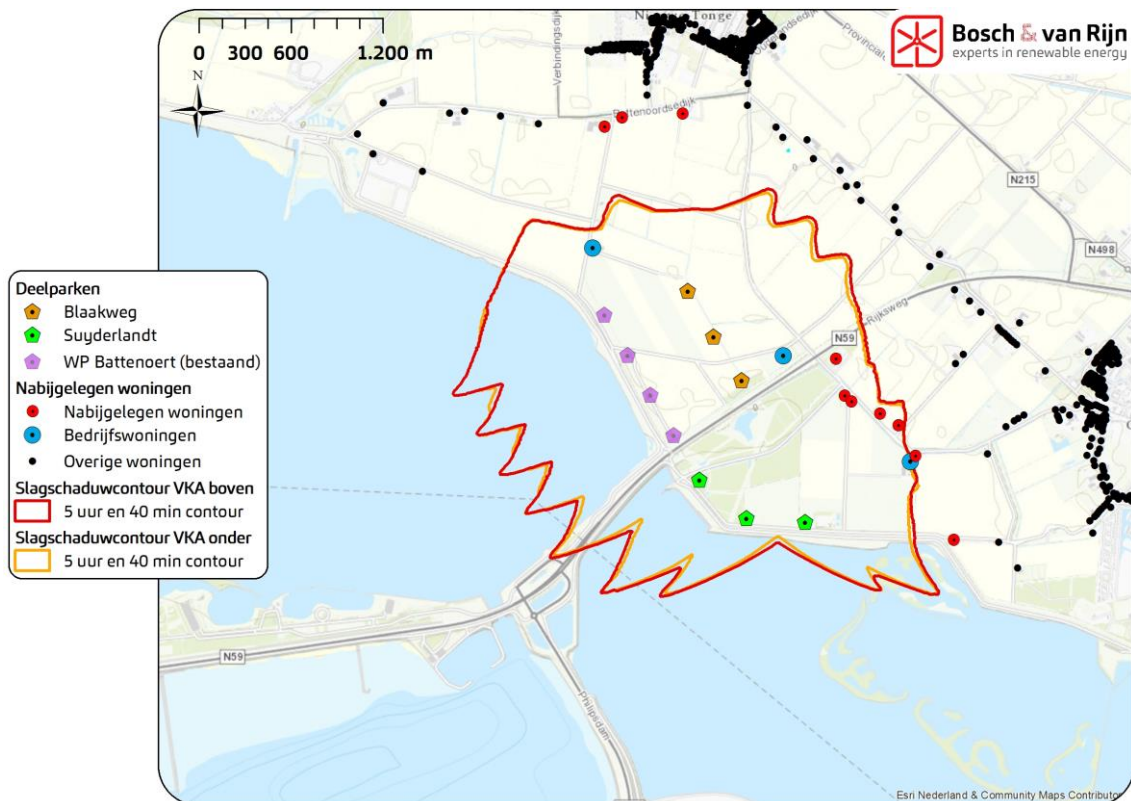 0 300 600 1.200 m
N
Bosch & van Rijn
experts in renewable energy
Verbindingsdijk
Battenoordsedijk
N215
N498
N59
Rijksweg
Deelparken
Blaakweg
Suyderlandt
WP Battenoert (bestaand)
Nabijgelegen woningen
Nabijgelegen woningen
Bedrijfswoningen
Overige woningen
Slagschaduwcontour VKA boven
5 uur en 40 min contour
Slagschaduwcontour VKA onder
5 uur en 40 min contour
N59
Philipsdam
Esri Nederland & Community Maps Contributor